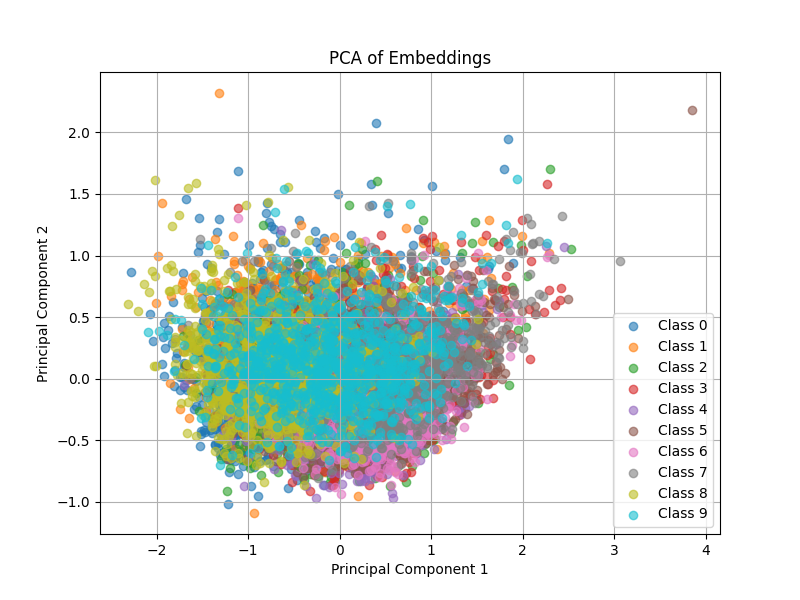 PCA of Embeddings
Principal Component 2
2.0
1.5
1.0
0.5
0.0
−0.5
−1.0
−2
−1
0
1
2
3
4
Principal Component 1
Class 0
Class 1
Class 2
Class 3
Class 4
Class 5
Class 6
Class 7
Class 8
Class 9